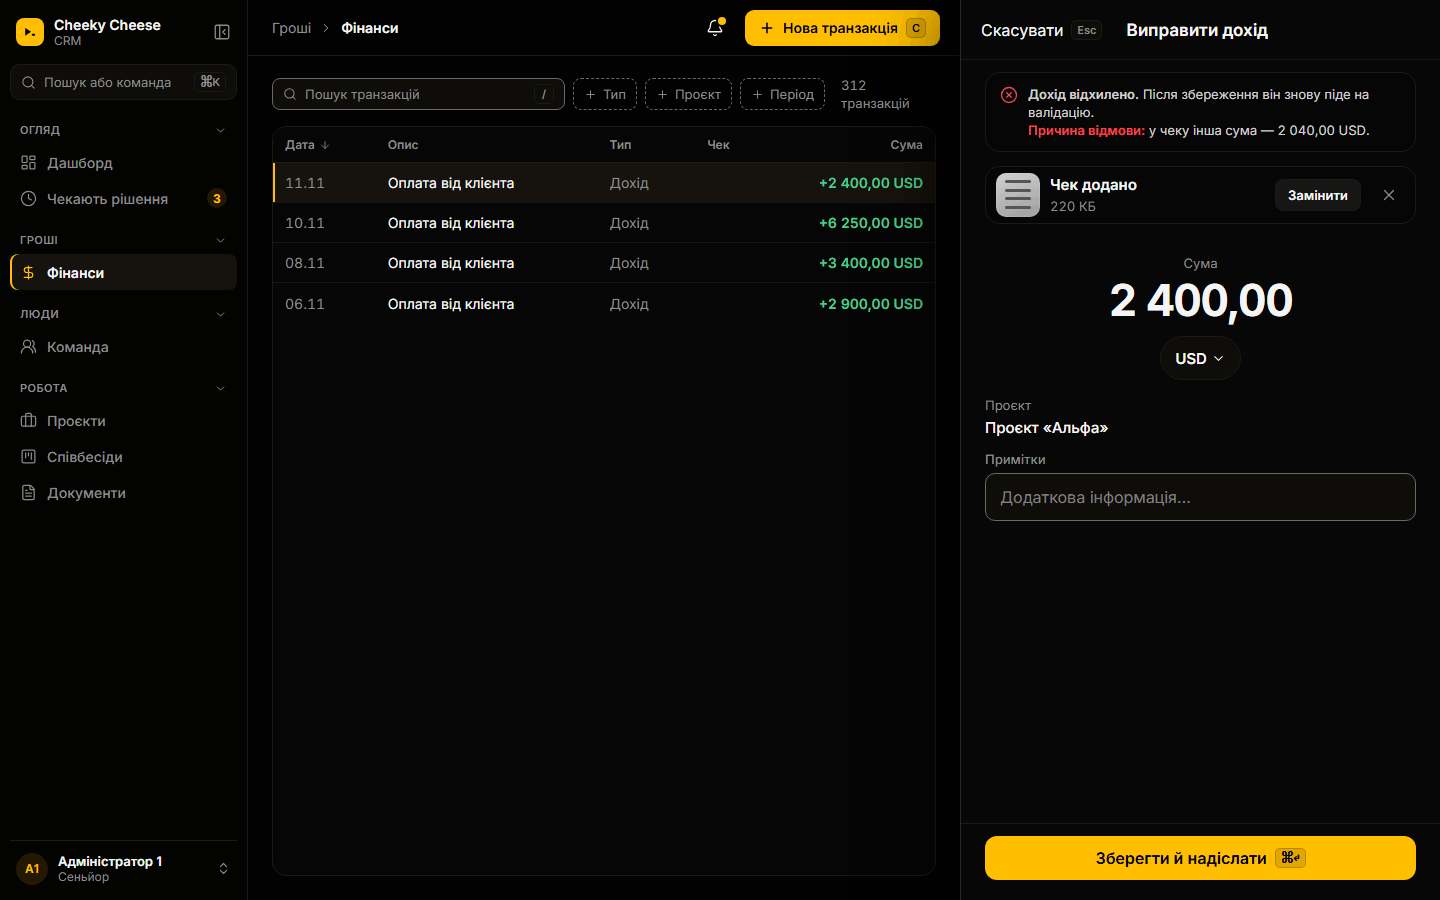 Cheeky Cheese
CRM
Пошук або команда ⌘K
ОГЛЯД
Дашборд
Чекають рішення 3
ГРОШІ
Фінанси
ЛЮДИ
Команда
РОБОТА
Проєкти
Співбесіди
Документи
A1
Адміністратор 1
Сеньйор
Гроші Фінанси
Нова транзакція C
Пошук транзакцій /
Тип
Проєкт
Період
312
транзакцій
Дата Опис Тип Чек Сума
11.11 Оплата від клієнта Дохід +2 400,00 USD
10.11 Оплата від клієнта Дохід +6 250,00 USD
08.11 Оплата від клієнта Дохід +3 400,00 USD
06.11 Оплата від клієнта Дохід +2 900,00 USD
Скасувати Esc Виправити дохід
Дохід відхилено. Після збереження він знову піде на
валідацію.
Причина відмови: у чеку інша сума — 2 040,00 USD.
Чек додано
220 КБ
Замінити
Сума
2 400,00
USD
Проєкт
Проєкт «Альфа»
Примітки
Додаткова інформація...
Зберегти й надіслати ⌘↵